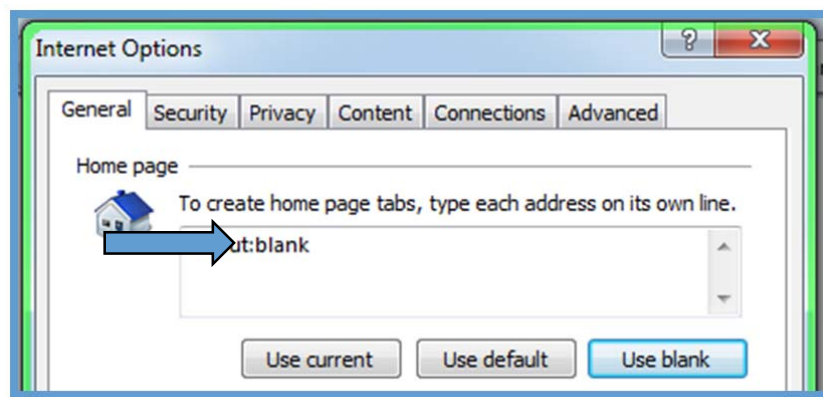 Internet Options
General Security Privacy Content Connections Advanced
Home page
To create home page tabs, type each address on its own line.
ut:blank
Use current Use default Use blank